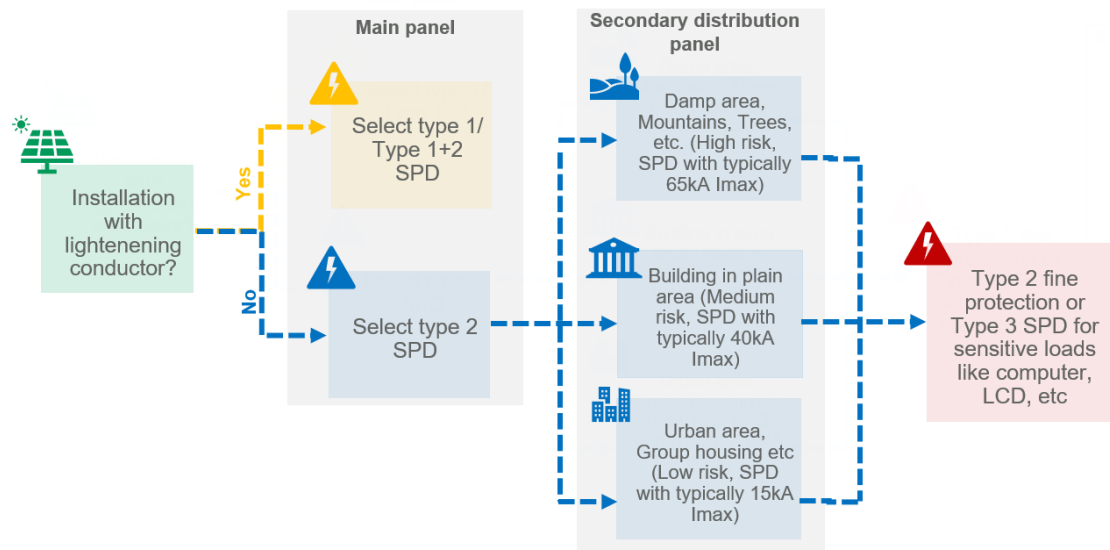 Main panel
Secondary distribution
panel
Installation
with
lightenening
conductor?
Yes
No
Select type 1/
Type 1+2
SPD
Select type 2
SPD
Damp area,
Mountains, Trees,
etc. (High risk,
SPD with typically
65kA Imax)
Building in plain
area (Medium
risk, SPD with
typically 40kA
Imax)
Urban area,
Group housing etc
(Low risk, SPD
with typically 15kA
Imax)
Type 2 fine
protection or
Type 3 SPD for
sensitive loads
like computer,
LCD, etc